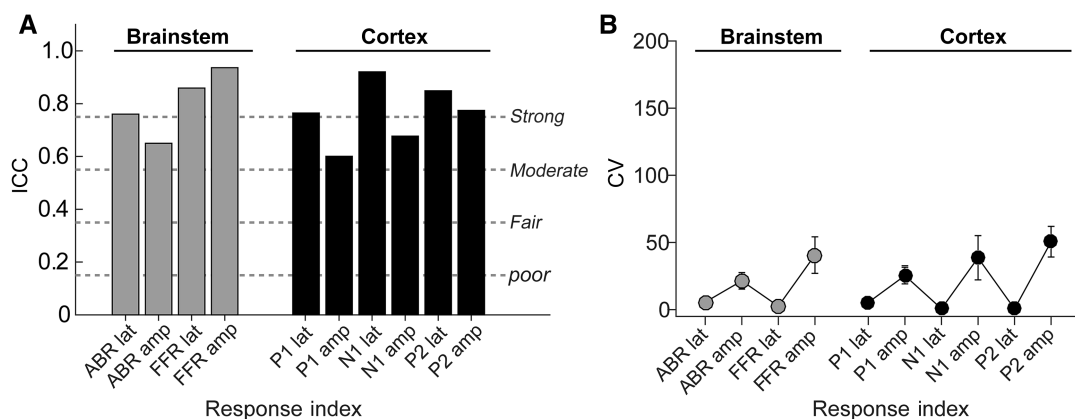 A
Brainstem
Cortex
1.0
0.8
0.6
0.4
0.2
0
ICC
Strong
Moderate
Fair
poor
ABR lat
ABR amp
FFR lat
FFR amp
P1 lat
P1 amp
N1 lat
N1 amp
P2 lat
P2 amp
Response index
B
Brainstem
Cortex
200
150
100
50
0
CV
ABR lat
ABR amp
FFR lat
FFR amp
P1 lat
P1 amp
N1 lat
N1 amp
P2 lat
P2 amp
Response index